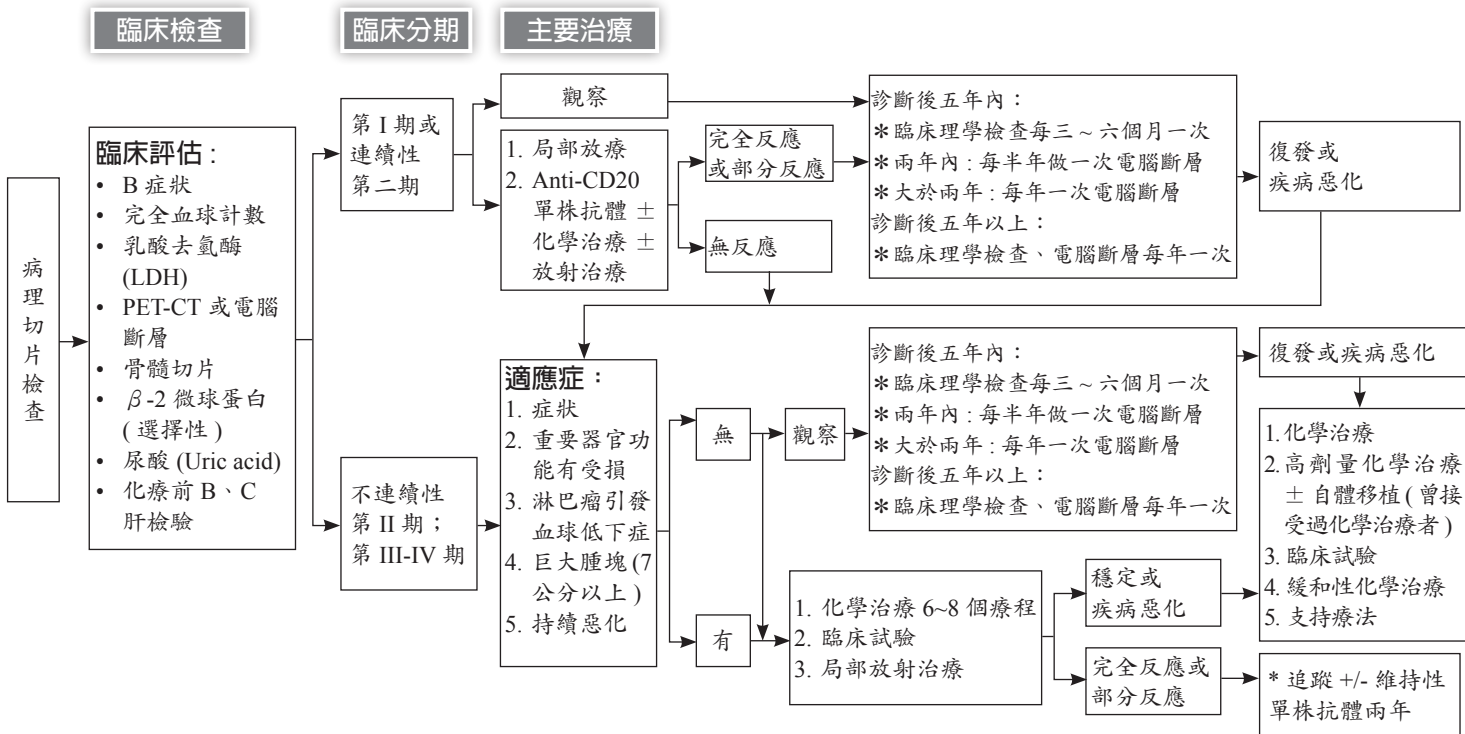 臨床檢查
臨床分期
主要治療
病
理
切
片
檢
查
臨床評估：
• B 症狀
• 完全血球計數
• 乳酸去氫酶
(LDH)
• PET-CT 或電腦
斷層
• 骨髓切片
• β-2 微球蛋白
( 選擇性 )
• 尿酸 (Uric acid)
• 化療前 B、C
肝檢驗
第 I 期或
連續性
第二期
觀察
1. 局部放療
2. Anti-CD20
單株抗體 ±
化學治療 ±
放射治療
完全反應
或部分反應
無反應
診斷後五年內：
＊臨床理學檢查每三 ~ 六個月一次
＊兩年內 : 每半年做一次電腦斷層
＊大於兩年 : 每年一次電腦斷層
診斷後五年以上：
＊臨床理學檢查、電腦斷層每年一次
復發或
疾病惡化
不連續性
第 II 期；
第 III-IV 期
適應症：
1. 症狀
2. 重要器官功
能有受損
3. 淋巴瘤引發
血球低下症
4. 巨大腫塊 (7
公分以上 )
5. 持續惡化
無
觀察
診斷後五年內：
＊臨床理學檢查每三 ~ 六個月一次
＊兩年內 : 每半年做一次電腦斷層
＊大於兩年 : 每年一次電腦斷層
診斷後五年以上：
＊臨床理學檢查、電腦斷層每年一次
復發或疾病惡化
有
1. 化學治療 6~8 個療程
2. 臨床試驗
3. 局部放射治療
穩定或
疾病惡化
完全反應或
部分反應
1.化學治療
2.高劑量化學治療
± 自體移植 ( 曾接
受過化學治療者 )
3. 臨床試驗
4. 緩和性化學治療
5. 支持療法
* 追蹤 +/- 維持性
單株抗體兩年